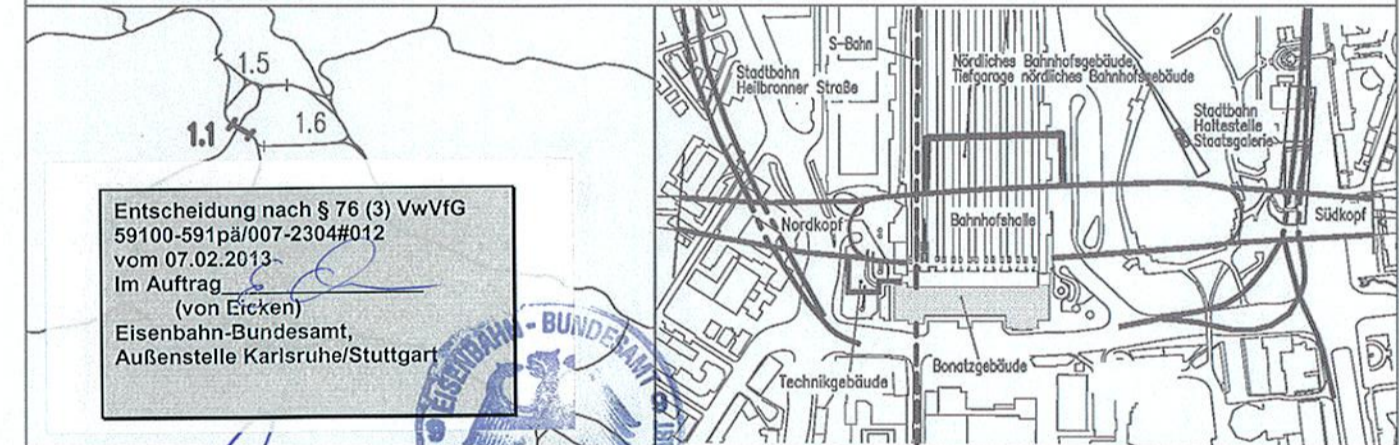 1.5
1.6
1.1
Entscheidung nach § 76 (3) VwVfG
59100-591pä/007-2304#012
vom 07.02.2013
Im Auftrag
(von Eicken)
Eisenbahn-Bundesamt,
Außenstelle Karlsruhe/Stuttgart
EISENBAHN - BUNDESAMT
9
9
S-Bahn
Stadtbahn
Heilbronner Straße
Nördliches Bahnhofsgebäude,
Tiefgarage nördliches Bahnhofsgebäude
Stadtbahn
Haltestelle
Staatsgalerie
Nordkopf
Bahnhofshalle
Südkopf
Technikgebäude
Bonatzgebäude